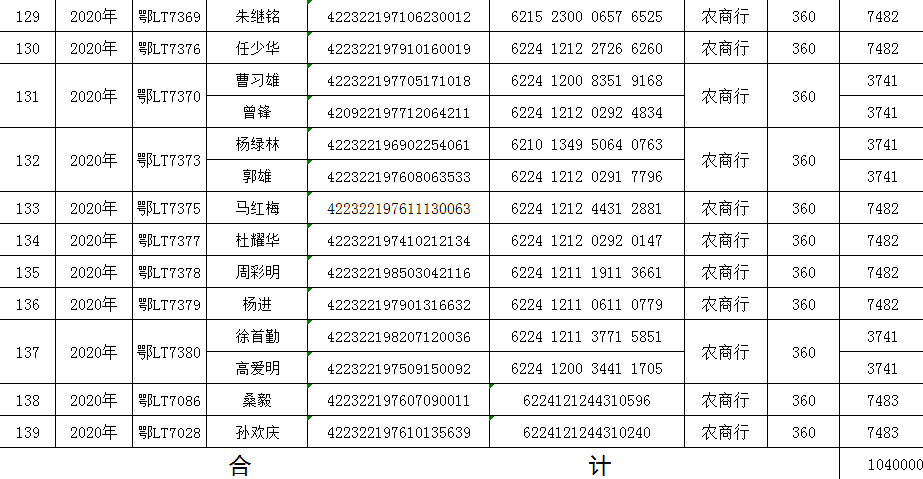 129 2020年 鄂LT7369 朱继铭 422322197106230012 6215 2300 0657 6525 农商行 360 7482
130 2020年 鄂LT7376 任少华 422322197910160019 6224 1212 2726 6260 农商行 360 7482
131 2020年 鄂LT7370 曹习雄 422322197705171018 6224 1200 8351 9168 农商行 360 3741
曾锋 420922197712064211 6224 1212 0292 4834 3741
132 2020年 鄂LT7373 杨绿林 422322196902254061 6210 1349 5064 0763 农商行 360 3741
郭雄 422322197608063533 6224 1212 0291 7796 3741
133 2020年 鄂LT7375 马红梅 422322197611130063 6224 1212 4431 2881 农商行 360 7482
134 2020年 鄂LT7377 杜耀华 422322197410212134 6224 1212 0292 0147 农商行 360 7482
135 2020年 鄂LT7378 周彩明 422322198503042116 6224 1211 1911 3661 农商行 360 7482
136 2020年 鄂LT7379 杨进 422322197901316632 6224 1211 0611 0779 农商行 360 7482
137 2020年 鄂LT7380 徐首勤 422322198207120036 6224 1211 3771 5851 农商行 360 3741
高爱明 422322197509150092 6224 1200 3441 1705 3741
138 2020年 鄂LT7086 桑毅 422322197607090011 6224121244310596 农商行 360 7483
139 2020年 鄂LT7028 孙欢庆 422322197610135639 6224121244310240 农商行 360 7483
合 计 1040000